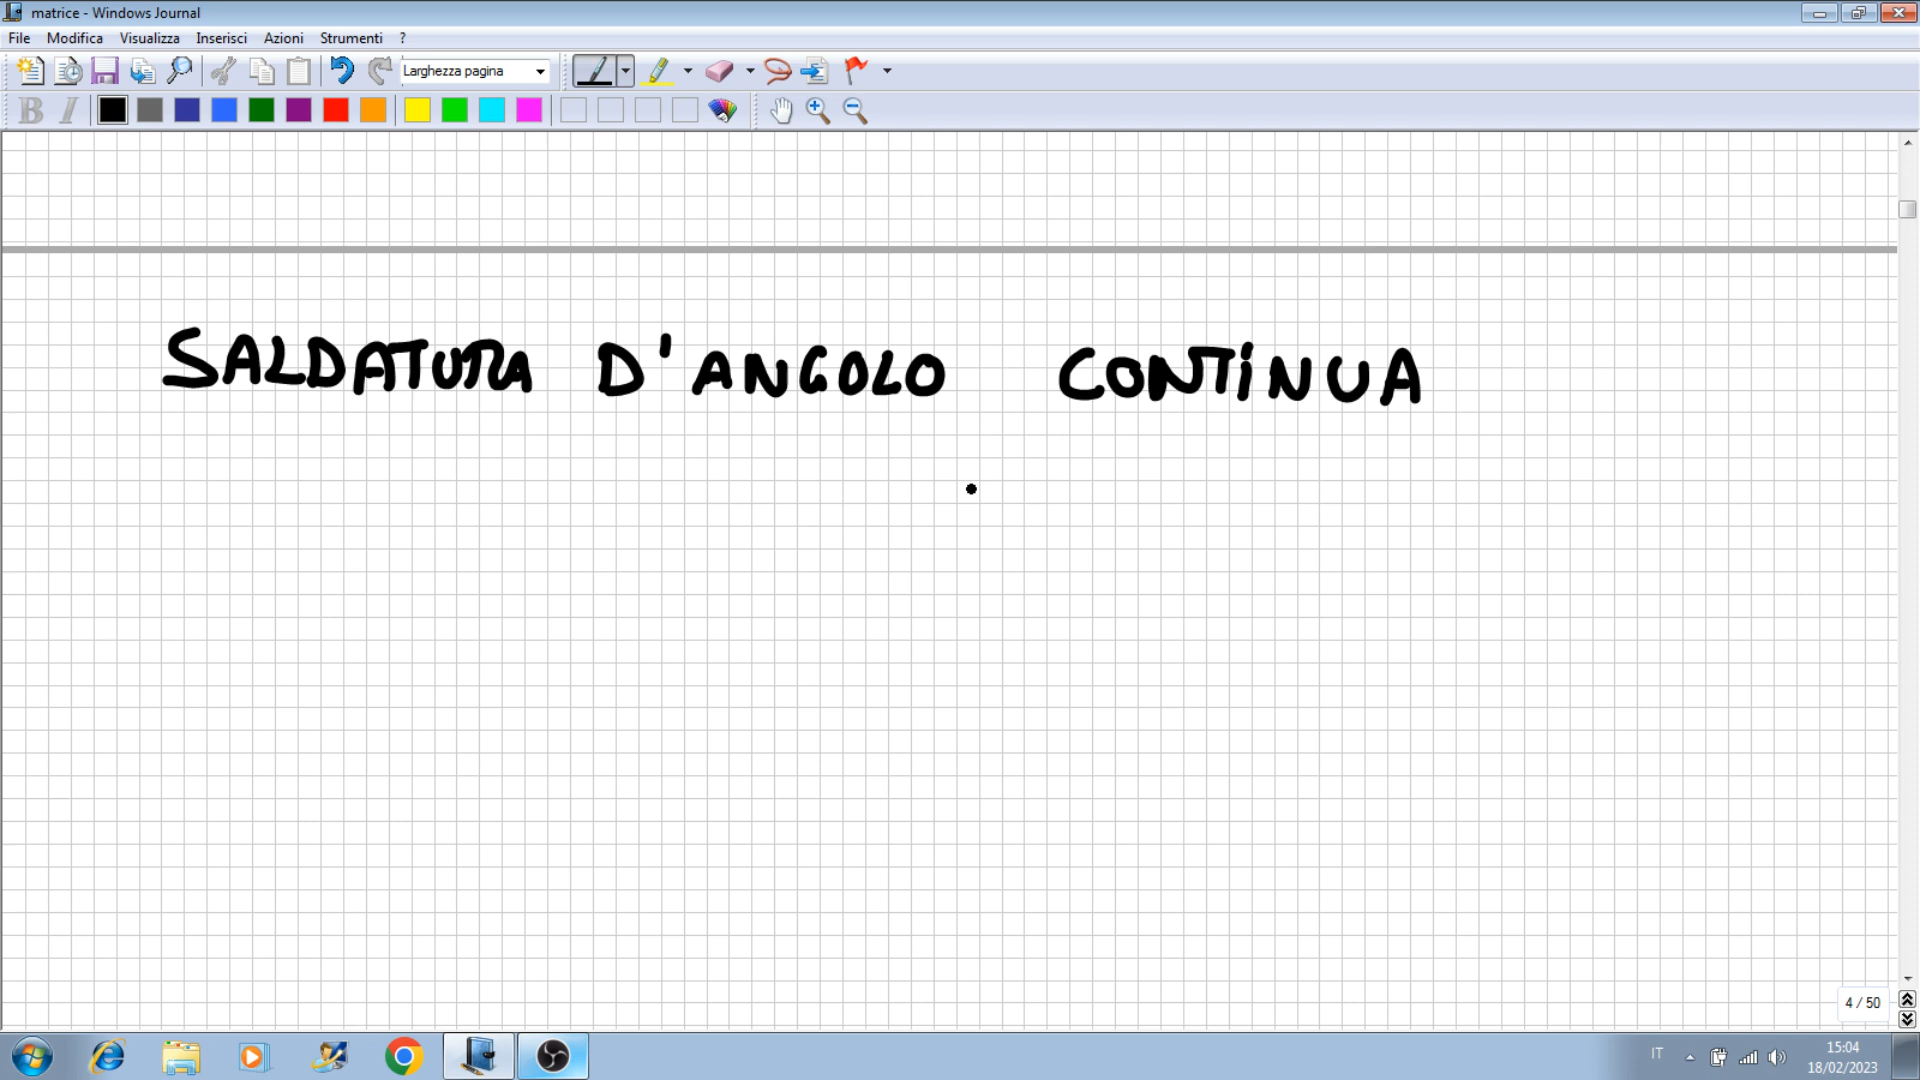 matrice - Windows Journal
File Modifica Visualizza Inserisci Azioni Strumenti ?
Larghezza pagina
B I
SALDATURA D'ANGOLO CONTINUA
4 / 50
IT
15:04
18/02/2023